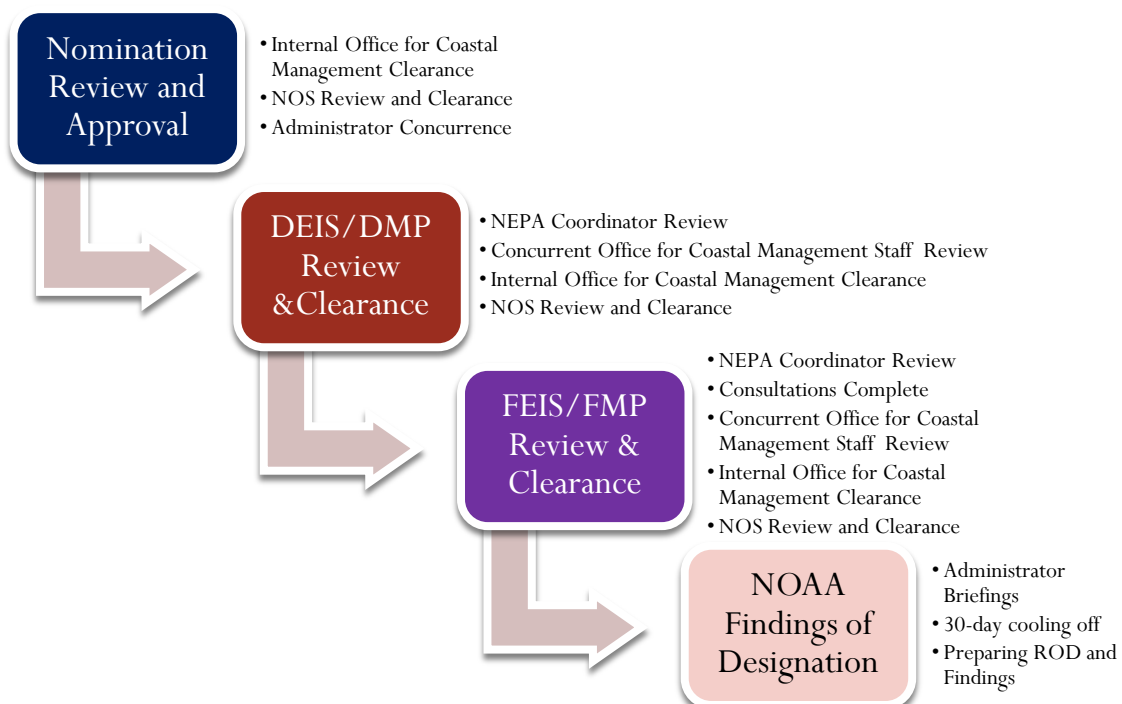 Nomination
Review and
Approval
• Internal Office for Coastal
Management Clearance
• NOS Review and Clearance
• Administrator Concurrence
DEIS/DMP
Review
&Clearance
• NEPA Coordinator Review
• Concurrent Office for Coastal Management Staff Review
• Internal Office for Coastal Management Clearance
• NOS Review and Clearance
FEIS/FMP
Review &
Clearance
• NEPA Coordinator Review
• Consultations Complete
• Concurrent Office for Coastal
Management Staff Review
• Internal Office for Coastal
Management Clearance
• NOS Review and Clearance
NOAA
Findings of
Designation
• Administrator
Briefings
• 30-day cooling off
• Preparing ROD and
Findings